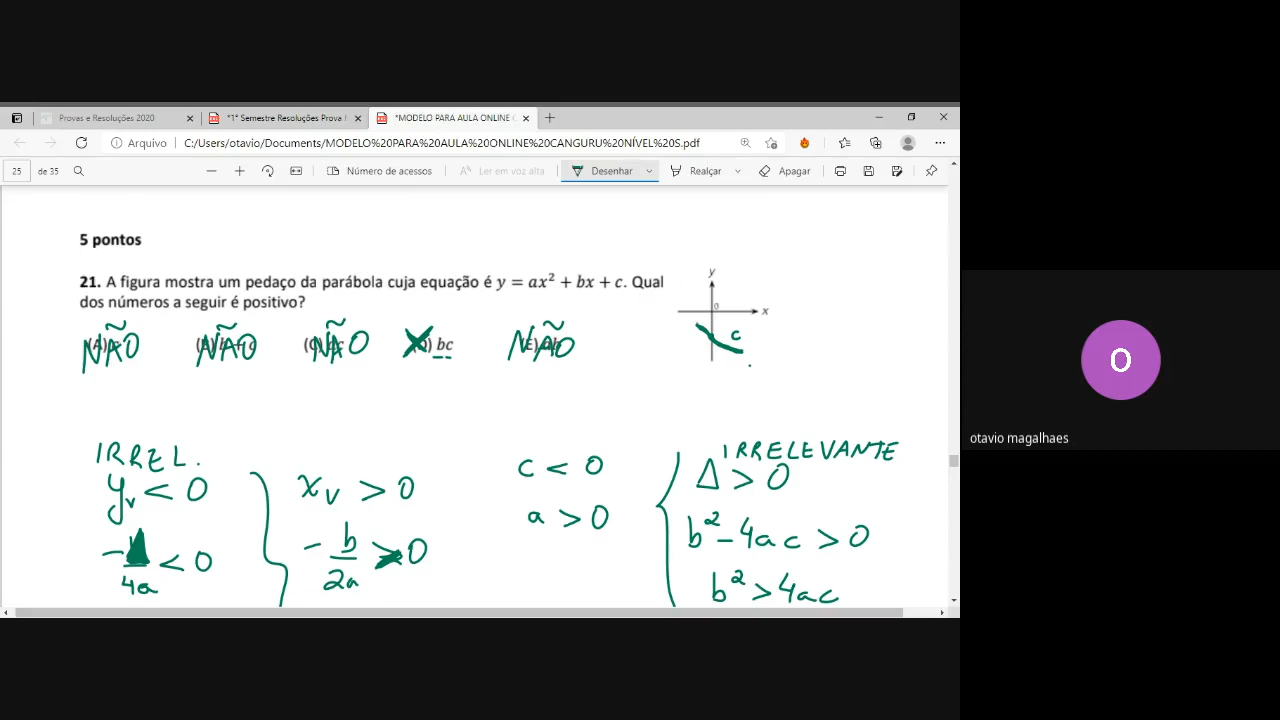 Provas e Resoluções 2020
*1° Semestre Resoluções Prova
*MODELO PARA AULA ONLINE
Arquivo
C:/Users/otavio/Documents/MODELO%20PARA%20AULA%20ONLINE%20CANGURU%20NÍVEL%20S.pdf
25 de 35
Número de acessos
Ler em voz alta
Desenhar
Realçar
Apagar
5 pontos
21. A figura mostra um pedaço da parábola cuja equação é y = ax² + bx + c. Qual
dos números a seguir é positivo?
y
0
x
c
NÃO NÃO NÃO bc NÃO
IRREL.
yv < 0
4a < 0
xv > 0
- b/2a > 0
c < 0
a > 0
IRRELEVANTE
Δ > 0
b² - 4ac > 0
b² > 4ac
O
otavio magalhaes